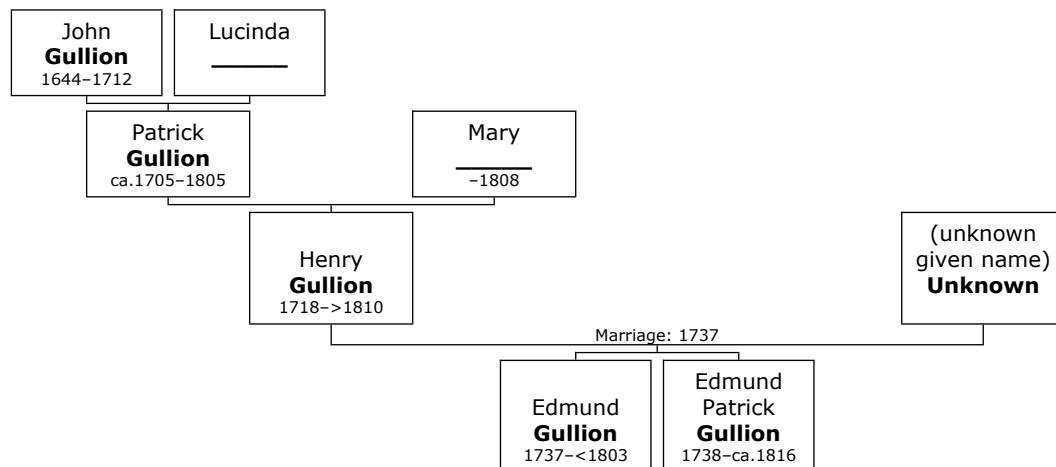 John
Gullion
1644–1712
Lucinda
______
Patrick
Gullion
ca.1705–1805
Mary
______
–1808
Henry
Gullion
1718–>1810
(unknown
given name)
Unknown
Marriage: 1737
Edmund
Gullion
1737–<1803
Edmund
Patrick
Gullion
1738–ca.1816